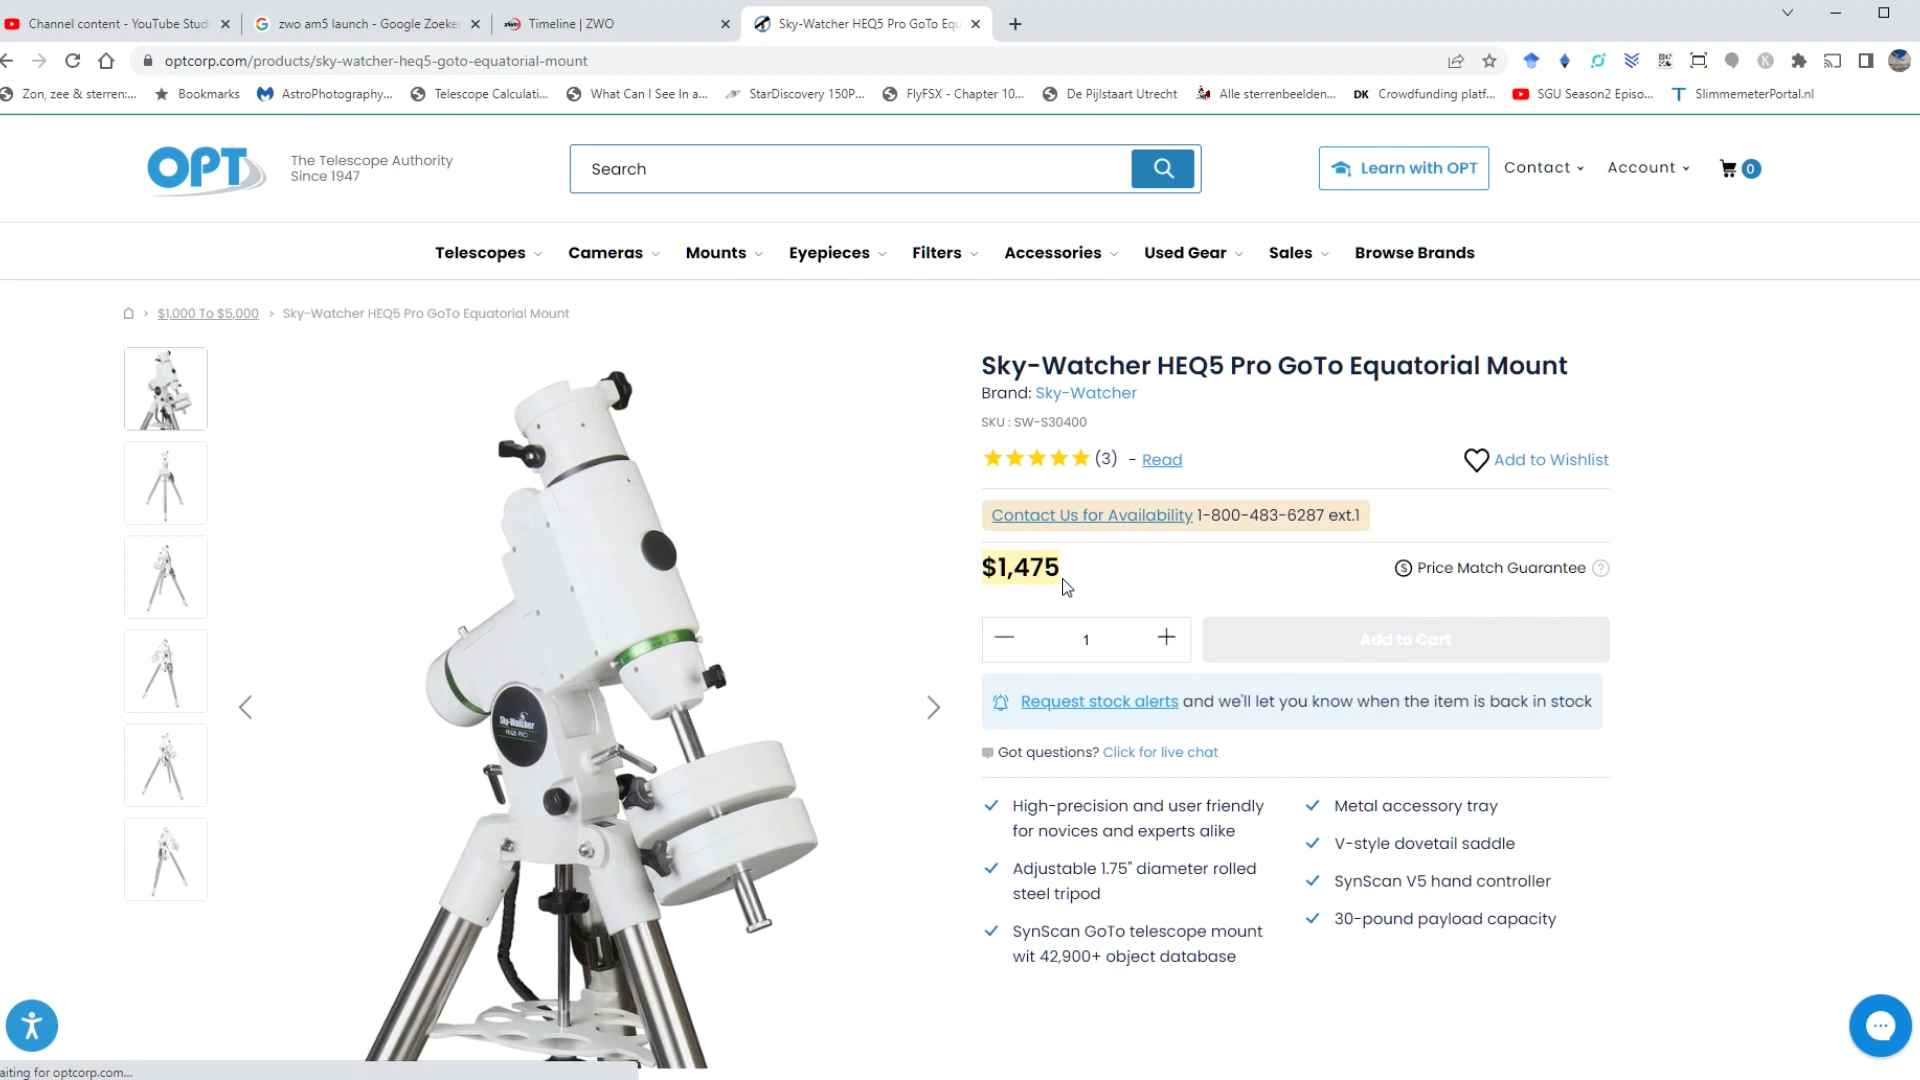 Channel content - YouTube Studi
zwo am5 launch - Google Zoeke
Timeline | ZWO
Sky-Watcher HEQ5 Pro GoTo Equ
optcorp.com/products/sky-watcher-heq5-goto-equatorial-mount
Zon, zee & sterren:...
Bookmarks
AstroPhotography...
Telescope Calculati...
What Can I See In a...
StarDiscovery 150P...
FlyFSX - Chapter 10...
De Pijlstaart Utrecht
Alle sterrenbeelden...
DK Crowdfunding platf...
SGU Season2 Episo...
SlimmemeterPortal.nl
OPT
The Telescope Authority
Since 1947
Search
Learn with OPT
Contact
Account
0
Telescopes
Cameras
Mounts
Eyepieces
Filters
Accessories
Used Gear
Sales
Browse Brands
$1,000 To $5,000 › Sky-Watcher HEQ5 Pro GoTo Equatorial Mount
Sky-Watcher
HEQ5 PRO
Sky-Watcher HEQ5 Pro GoTo Equatorial Mount
Brand: Sky-Watcher
SKU : SW-S30400
(3) - Read
Add to Wishlist
Contact Us for Availability 1-800-483-6287 ext.1
$1,475
Price Match Guarantee ?
1
Add to Cart
Request stock alerts and we'll let you know when the item is back in stock
Got questions? Click for live chat
High-precision and user friendly
for novices and experts alike
Adjustable 1.75" diameter rolled
steel tripod
SynScan GoTo telescope mount
wit 42,900+ object database
Metal accessory tray
V-style dovetail saddle
SynScan V5 hand controller
30-pound payload capacity
aiting for optcorp.com...